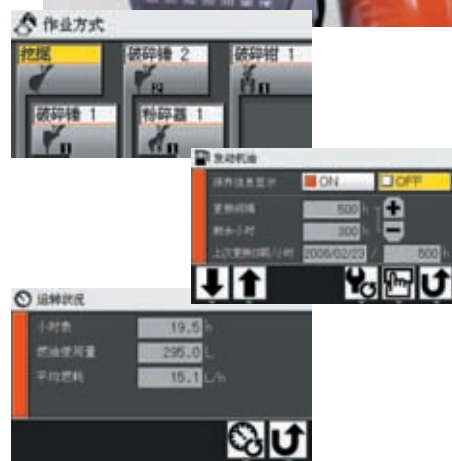 作业方式
挖掘 破碎锤 2 破碎钳 1
破碎锤 1 粉碎器 1
发动机油
保养信息显示 ON OFF
更换间隔 500 h
剩余小时 300 h
上次更换日期/小时 2006/02/23 / 500 h
运转状况
小时表 19.5 h
燃油使用量 295.0 L
平均燃耗 15.1 L/h